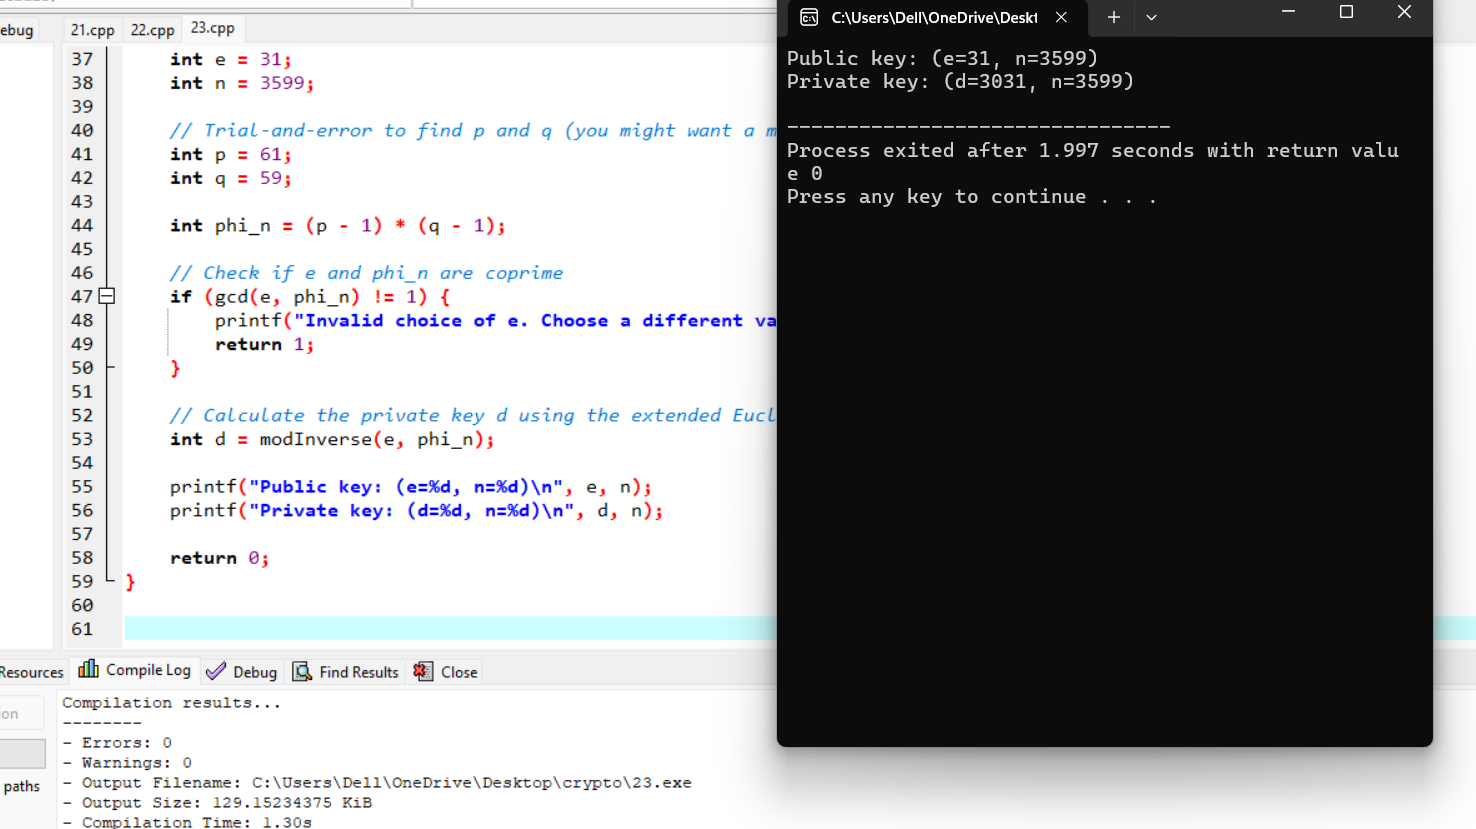 ebug
21.cpp 22.cpp 23.cpp
37 int e = 31;
38 int n = 3599;
39
40 // Trial-and-error to find p and q (you might want a m
41 int p = 61;
42 int q = 59;
43
44 int phi_n = (p - 1) * (q - 1);
45
46 // Check if e and phi_n are coprime
47 if (gcd(e, phi_n) != 1) {
48 printf("Invalid choice of e. Choose a different va
49 return 1;
50 }
51
52 // Calculate the private key d using the extended Eucl
53 int d = modInverse(e, phi_n);
54
55 printf("Public key: (e=%d, n=%d)\n", e, n);
56 printf("Private key: (d=%d, n=%d)\n", d, n);
57
58 return 0;
59 }
60
61
C:\Users\Dell\OneDrive\Deskt
Public key: (e=31, n=3599)
Private key: (d=3031, n=3599)
--------------------------------
Process exited after 1.997 seconds with return valu
e 0
Press any key to continue . . .
Resources Compile Log Debug Find Results Close
on
paths
Compilation results...
--------
- Errors: 0
- Warnings: 0
- Output Filename: C:\Users\Dell\OneDrive\Desktop\crypto\23.exe
- Output Size: 129.15234375 KiB
- Compilation Time: 1.30s